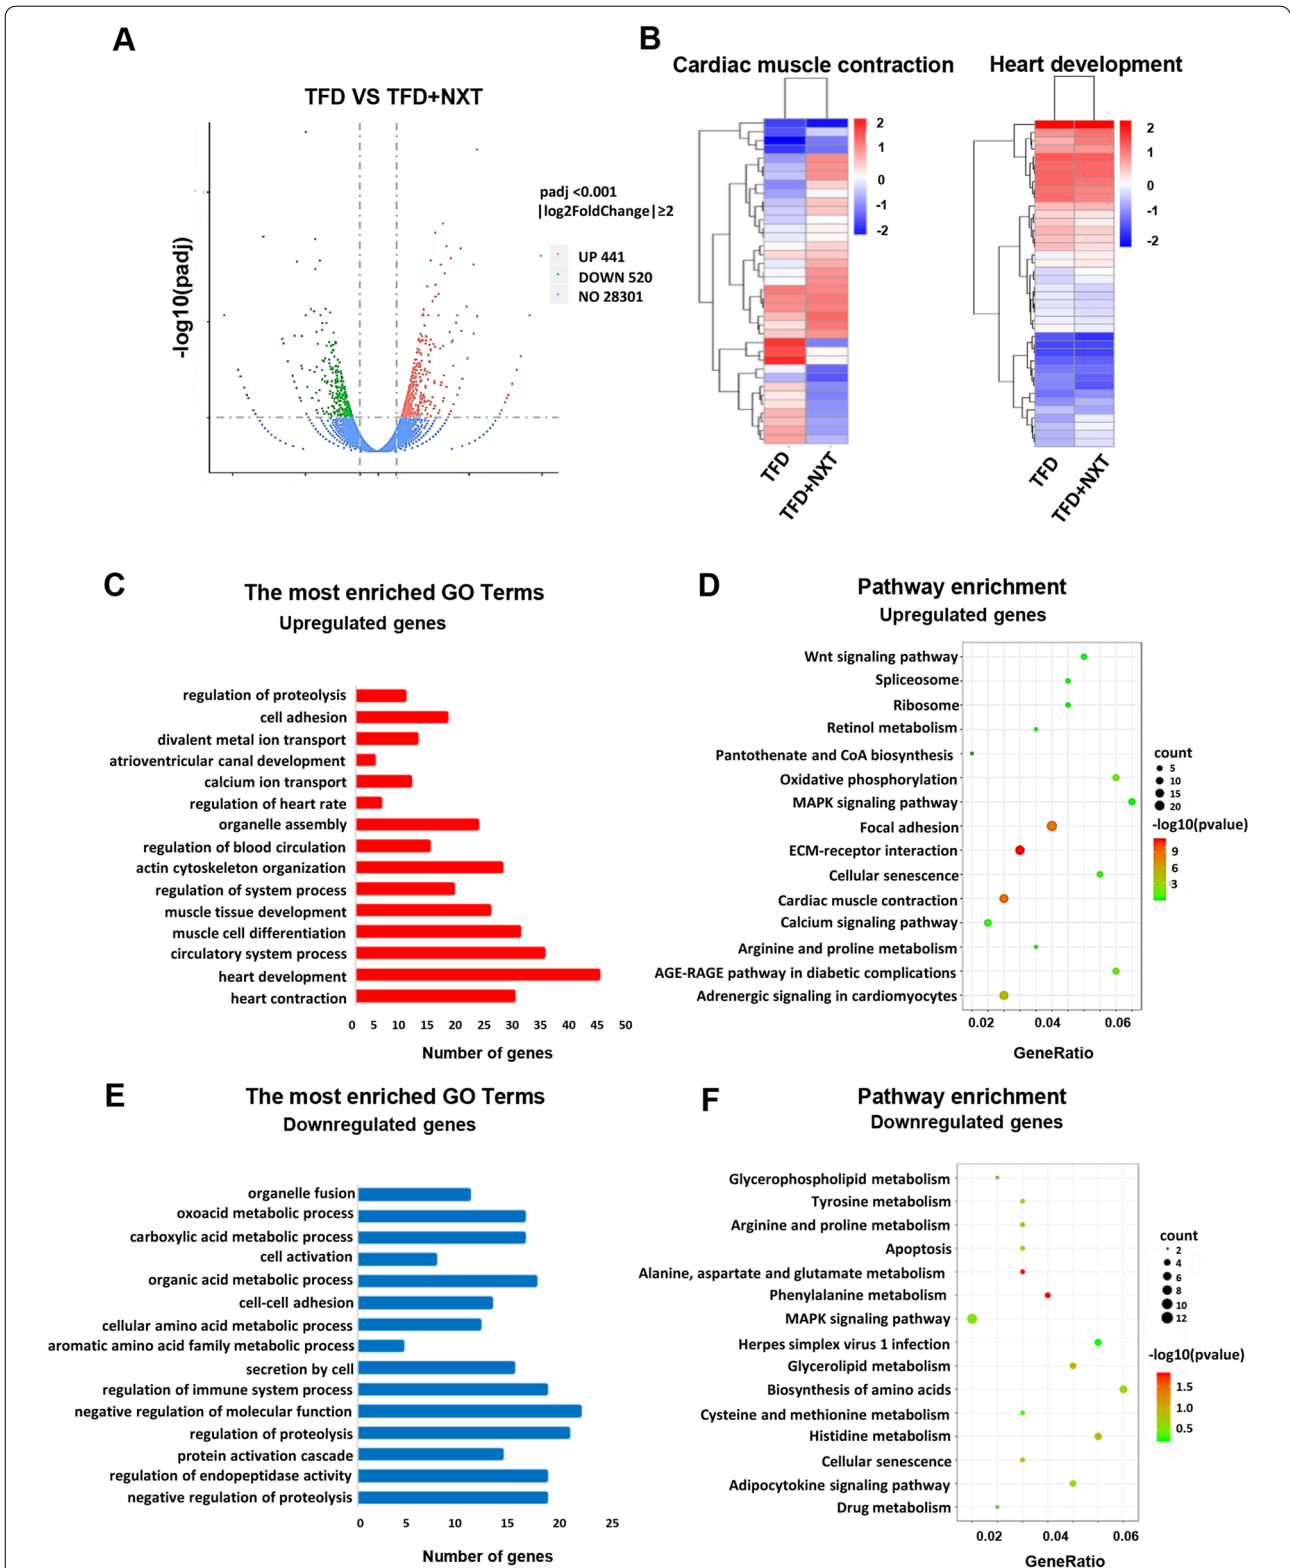 A
TFD VS TFD+NXT
-log10(padj)
padj <0.001
|log2FoldChange|≥2
UP 441
DOWN 520
NO 28301
B
Cardiac muscle contraction
2
1
0
-1
-2
TFD
TFD+NXT
Heart development
2
1
0
-1
-2
TFD
TFD+NXT
C
The most enriched GO Terms
Upregulated genes
regulation of proteolysis
cell adhesion
divalent metal ion transport
atrioventricular canal development
calcium ion transport
regulation of heart rate
organelle assembly
regulation of blood circulation
actin cytoskeleton organization
regulation of system process
muscle tissue development
muscle cell differentiation
circulatory system process
heart development
heart contraction
0 5 10 15 20 25 30 35 40 45 50
Number of genes
D
Pathway enrichment
Upregulated genes
Wnt signaling pathway
Spliceosome
Ribosome
Retinol metabolism
Pantothenate and CoA biosynthesis
Oxidative phosphorylation
MAPK signaling pathway
Focal adhesion
ECM-receptor interaction
Cellular senescence
Cardiac muscle contraction
Calcium signaling pathway
Arginine and proline metabolism
AGE-RAGE pathway in diabetic complications
Adrenergic signaling in cardiomyocytes
0.02 0.04 0.06
GeneRatio
count
5
10
15
20
-log10(pvalue)
9
6
3
E
The most enriched GO Terms
Downregulated genes
organelle fusion
oxoacid metabolic process
carboxylic acid metabolic process
cell activation
organic acid metabolic process
cell-cell adhesion
cellular amino acid metabolic process
aromatic amino acid family metabolic process
secretion by cell
regulation of immune system process
negative regulation of molecular function
regulation of proteolysis
protein activation cascade
regulation of endopeptidase activity
negative regulation of proteolysis
0 5 10 15 20 25
Number of genes
F
Pathway enrichment
Downregulated genes
Glycerophospholipid metabolism
Tyrosine metabolism
Arginine and proline metabolism
Apoptosis
Alanine, aspartate and glutamate metabolism
Phenylalanine metabolism
MAPK signaling pathway
Herpes simplex virus 1 infection
Glycerolipid metabolism
Biosynthesis of amino acids
Cysteine and methionine metabolism
Histidine metabolism
Cellular senescence
Adipocytokine signaling pathway
Drug metabolism
0.02 0.04 0.06
GeneRatio
count
2
4
6
8
10
12
-log10(pvalue)
1.5
1.0
0.5